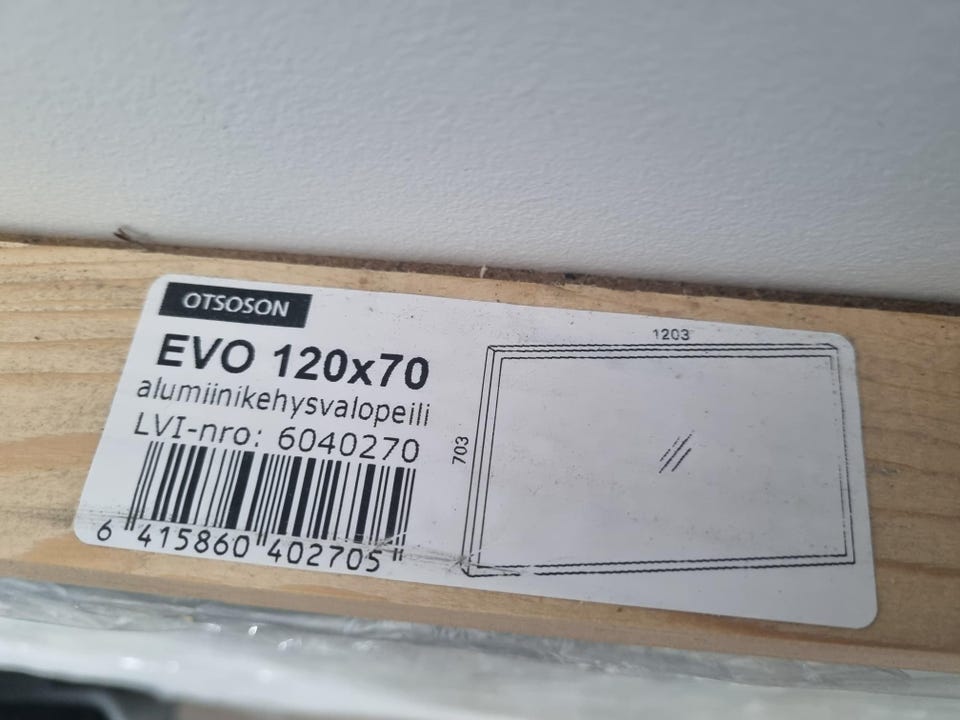 OTSOSON
EVO 120x70
alumiinikehysvalopeili
LVI-nro: 6040270
6 415860 402705
1203
703